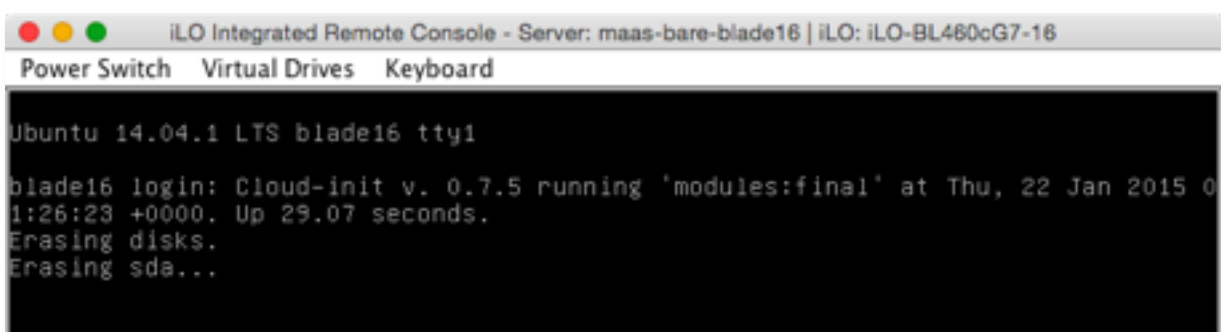 iLO Integrated Remote Console - Server: maas-bare-blade16 | iLO: iLO-BL460cG7-16
Power Switch Virtual Drives Keyboard
Ubuntu 14.04.1 LTS blade16 tty1
blade16 login: Cloud-init v. 0.7.5 running 'modules:final' at Thu, 22 Jan 2015 0
1:26:23 +0000. Up 29.07 seconds.
Erasing disks.
Erasing sda...